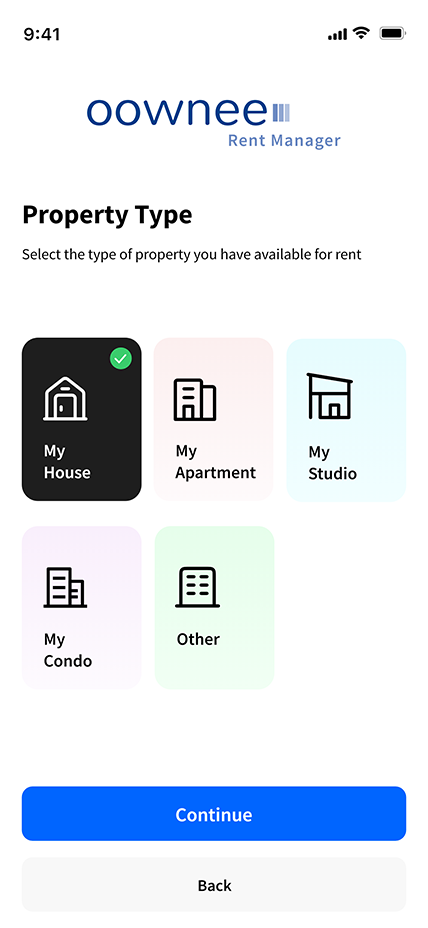 9:41
oownee
Rent Manager
Property Type
Select the type of property you have available for rent
My
House
My
Apartment
My
Studio
My
Condo
Other
Continue
Back